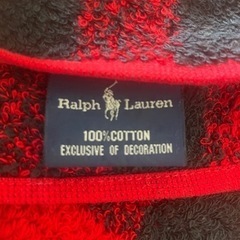 Ralph Lauren
100% COTTON
EXCLUSIVE OF DECORATION